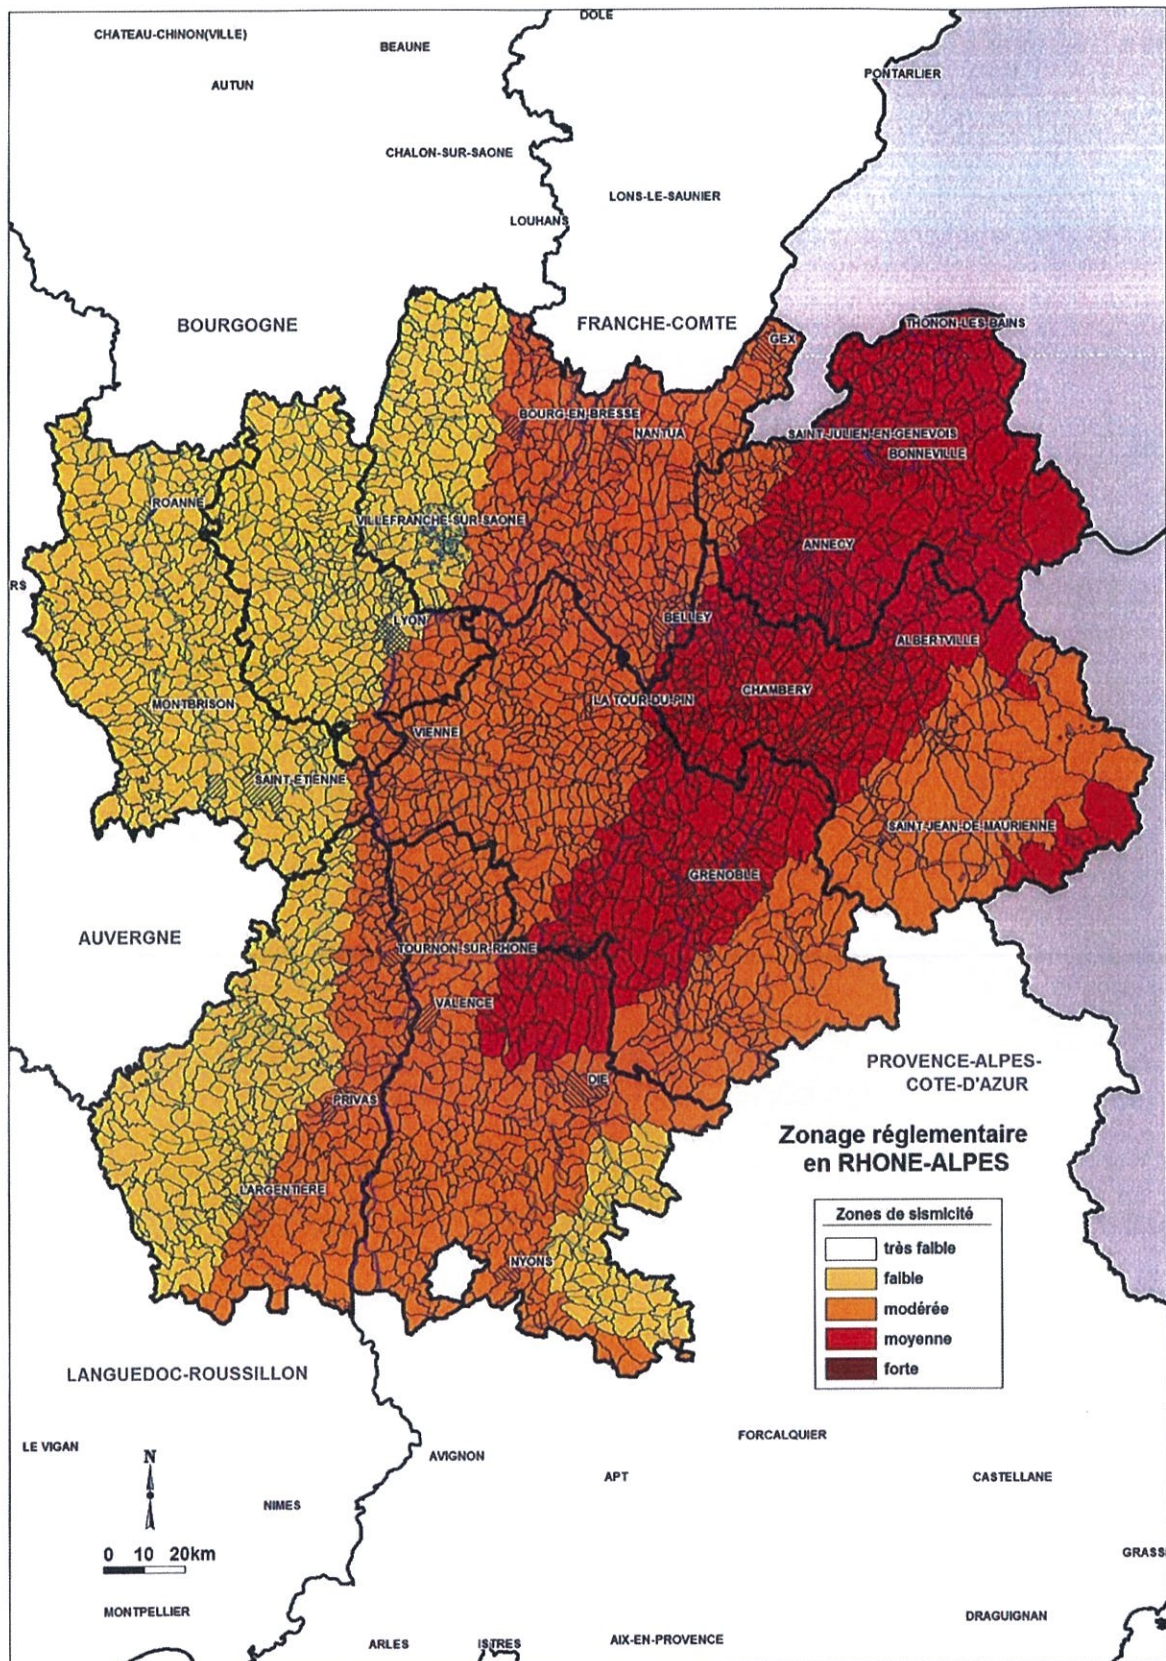 DOLE
CHATEAU-CHINON(VILLE)
BEAUNE
PONTARLIER
AUTUN
CHALON-SUR-SAONE
LONS-LE-SAUNIER
LOUHANS
BOURGOGNE
FRANCHE-COMTE
THONON-LES-BAINS
GEX
BOURG-EN-BRESSE
NANTUA
SAINT-JULIEN-EN-GENEVOIS
BONNEVILLE
ROANNE
VILLEFRANCHE-SUR-SAONE
ANNECY
RS
LYON
BELLEY
ALBERTVILLE
CHAMBERY
LA TOUR-DU-PIN
MONTBRISON
VIENNE
SAINT-ETIENNE
SAINT-JEAN-DE-MAURIENNE
GRENOBLE
AUVERGNE
TOURNON-SUR-RHONE
VALENCE
PROVENCE-ALPES-
COTE-D'AZUR
DIE
PRIVAS
Zonage réglementaire
en RHONE-ALPES
LARGENTIERE
Zones de sismicité
très faible
faible
modérée
moyenne
forte
NYONS
LANGUEDOC-ROUSSILLON
FORCALQUIER
LE VIGAN
AVIGNON
APT
CASTELLANE
N
NIMES
0 10 20km
GRASS
MONTPELLIER
DRAGUIGNAN
ARLES
ISTRES
AIX-EN-PROVENCE